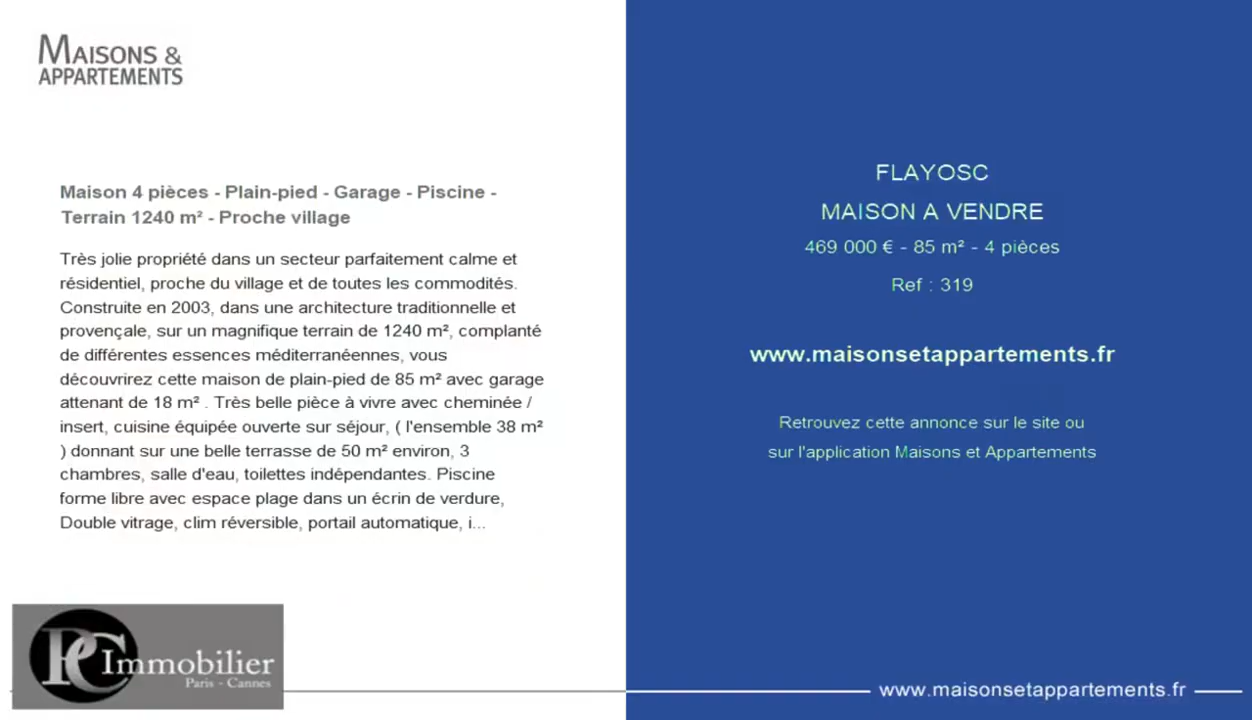 MAISONS &
APPARTEMENTS
Maison 4 pièces - Plain-pied - Garage - Piscine -
Terrain 1240 m² - Proche village
Très jolie propriété dans un secteur parfaitement calme et
résidentiel, proche du village et de toutes les commodités.
Construite en 2003, dans une architecture traditionnelle et
provençale, sur un magnifique terrain de 1240 m², complanté
de différentes essences méditerranéennes, vous
découvrirez cette maison de plain-pied de 85 m² avec garage
attenant de 18 m² . Très belle pièce à vivre avec cheminée /
insert, cuisine équipée ouverte sur séjour, ( l'ensemble 38 m²
) donnant sur une belle terrasse de 50 m² environ, 3
chambres, salle d'eau, toilettes indépendantes. Piscine
forme libre avec espace plage dans un écrin de verdure,
Double vitrage, clim réversible, portail automatique, i...
PC Immobilier
Paris - Cannes
FLAYOSC
MAISON A VENDRE
469 000 € - 85 m² - 4 pièces
Ref : 319
www.maisonsetappartements.fr
Retrouvez cette annonce sur le site ou
sur l'application Maisons et Appartements
www.maisonsetappartements.fr